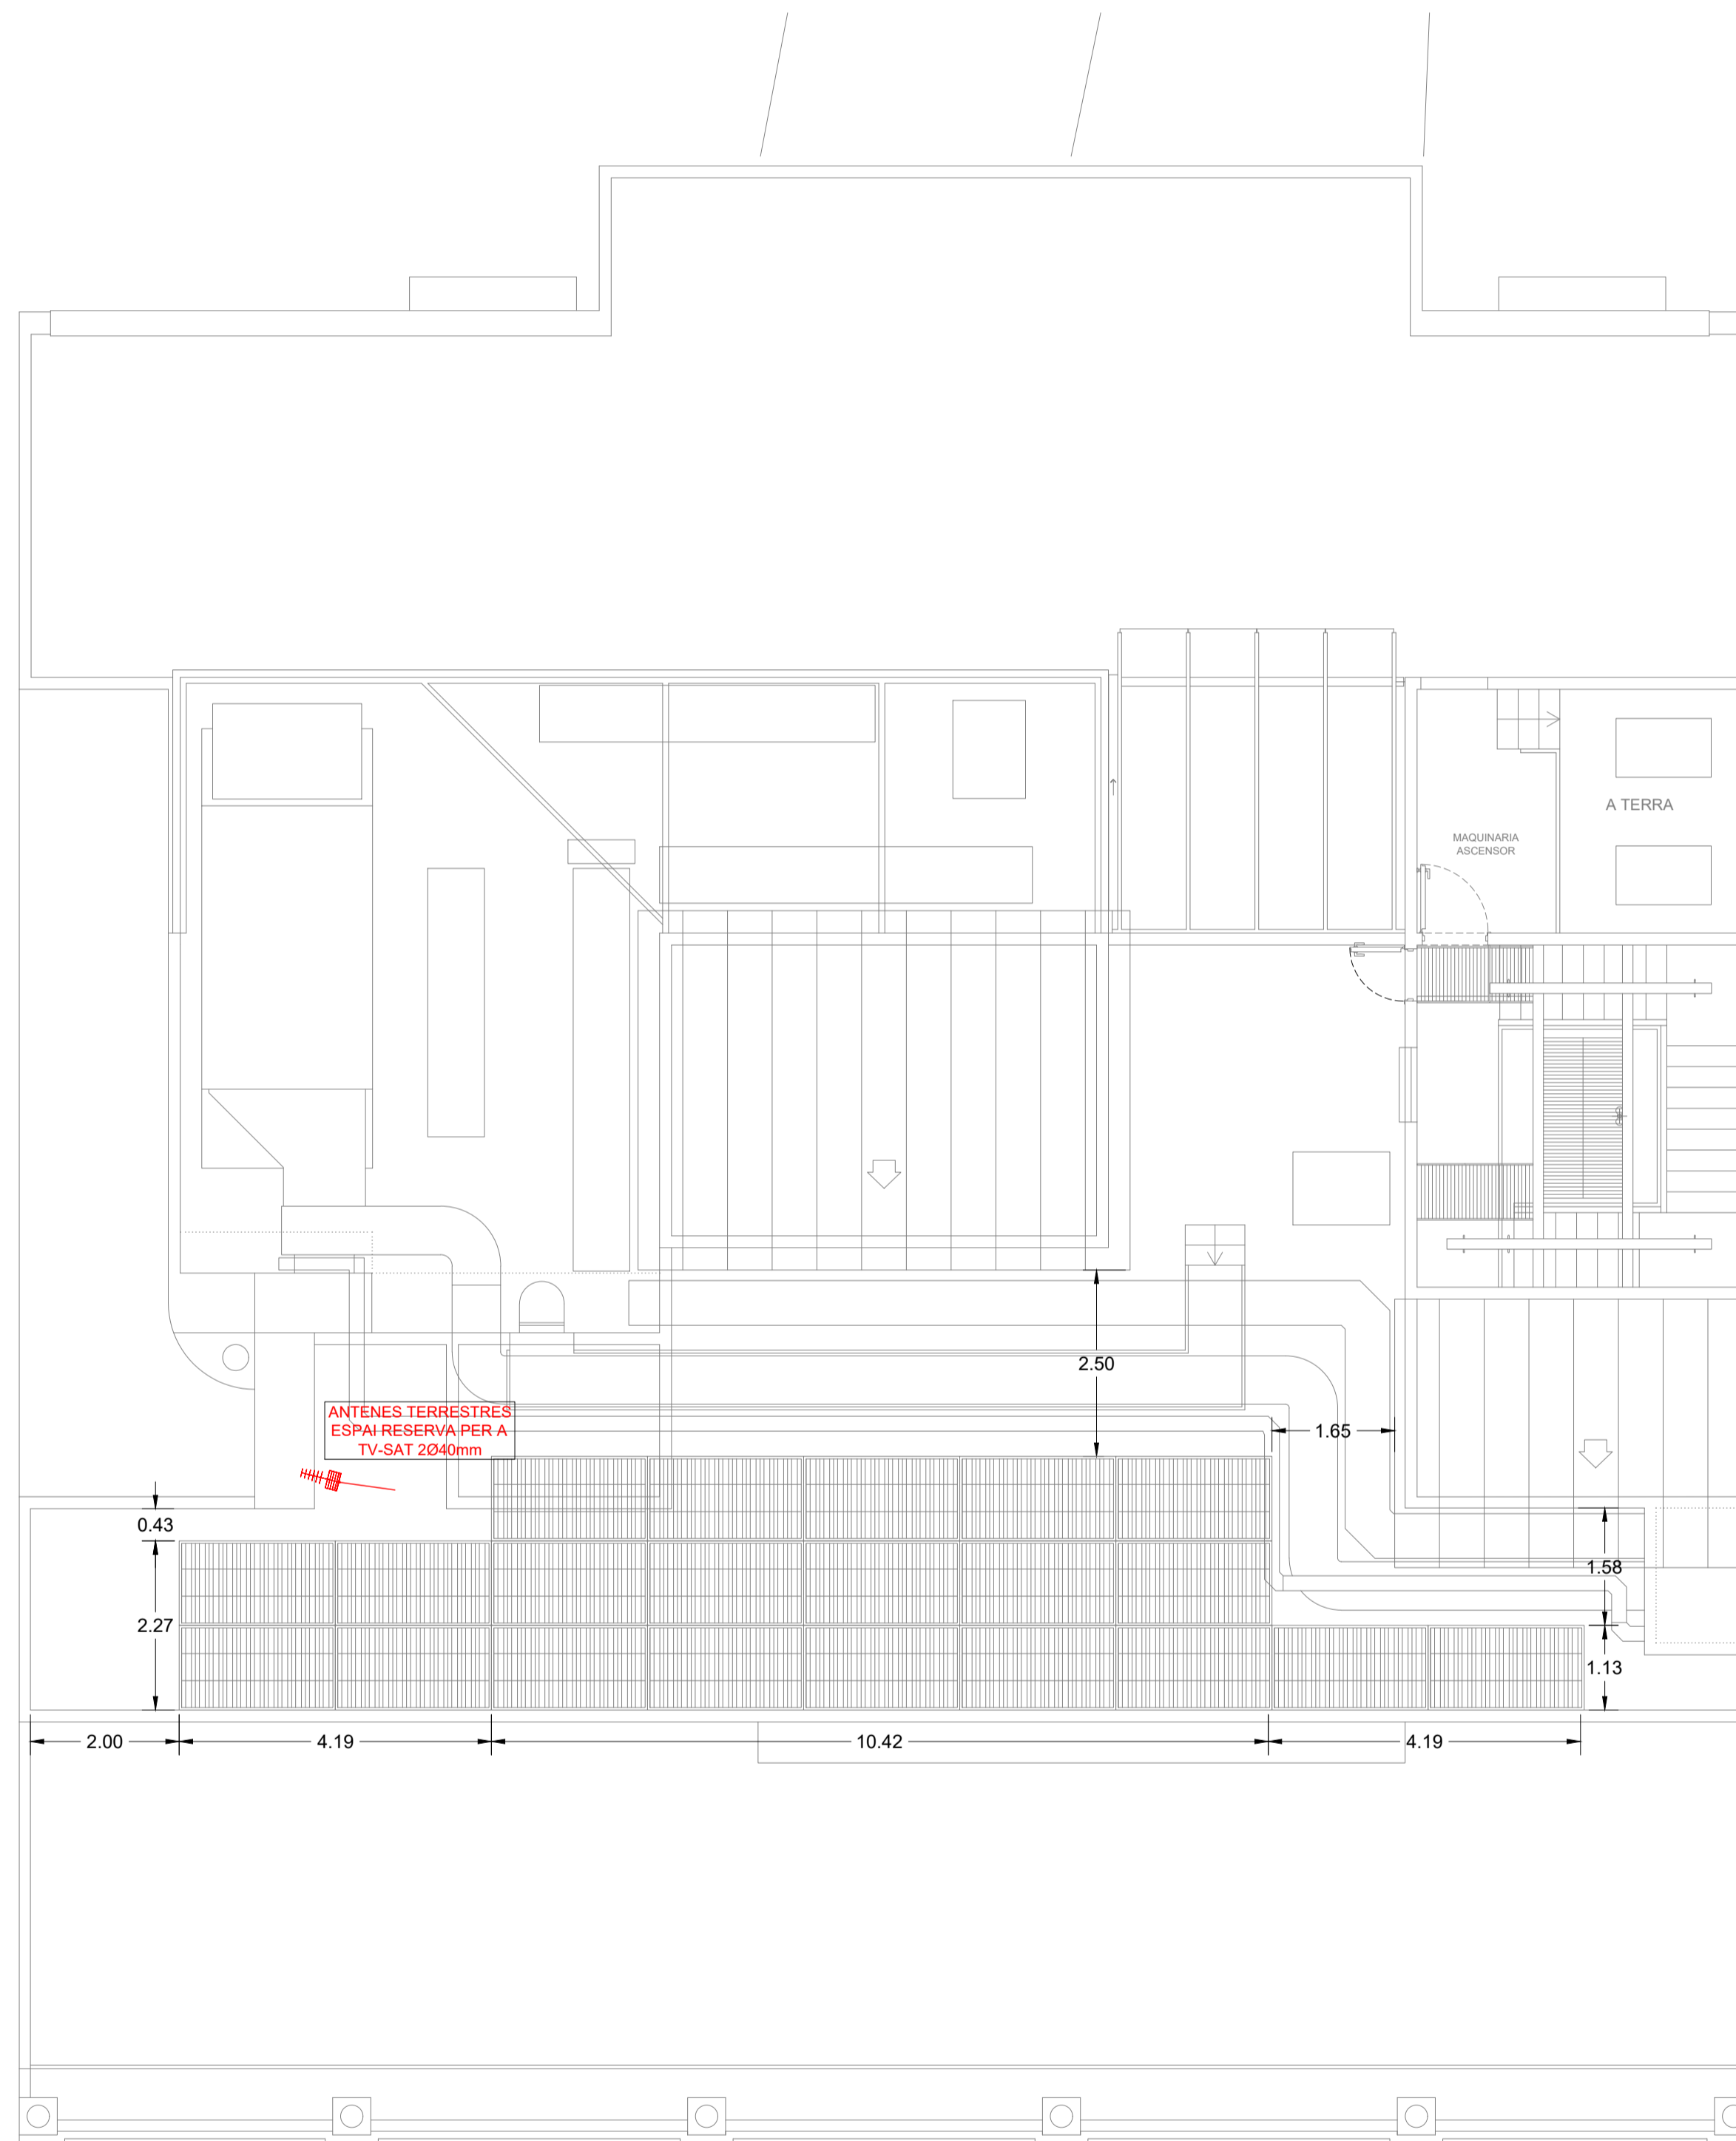 A TERRA
MAQUINARIA
ASCENSOR
2.50
ANTENES TERRESTRES
ESPAI RESERVA PER A
TV-SAT 2Ø40mm
1.65
0.43
1.58
2.27
1.13
2.00
4.19
10.42
4.19